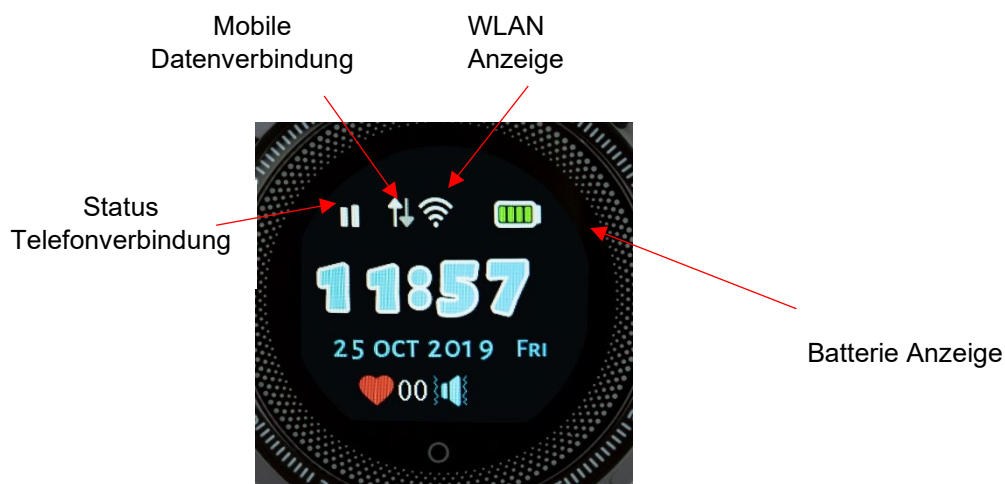 Mobile
Datenverbindung
WLAN
Anzeige
Status
Telefonverbindung
11:57
25 OCT 2019 FRI
00
Batterie Anzeige